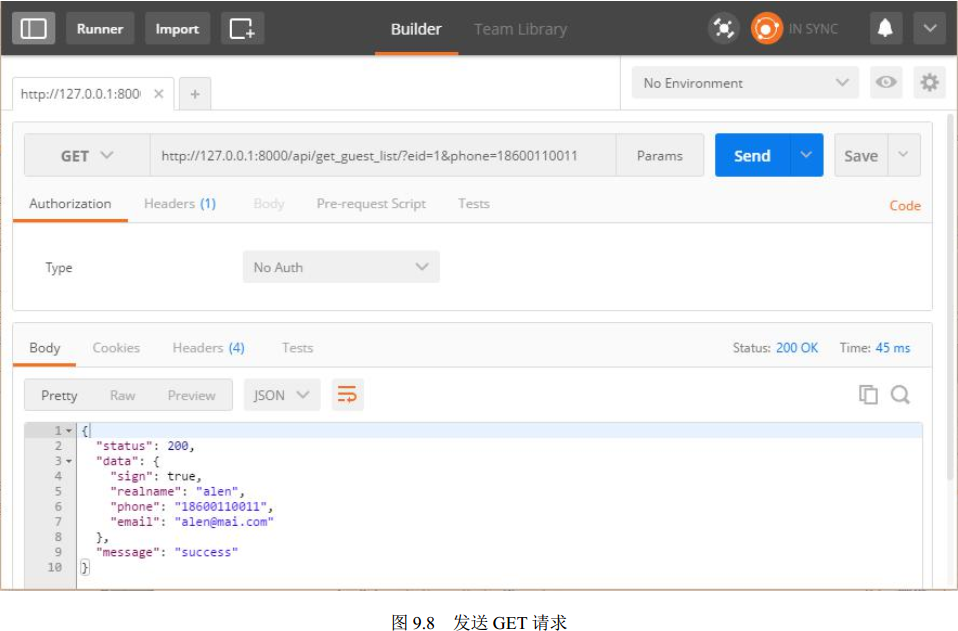 Runner Import Builder Team Library IN SYNC
http://127.0.0.1:800 No Environment
GET http://127.0.0.1:8000/api/get_guest_list/?eid=1&phone=18600110011 Params Send Save
Authorization Headers (1) Body Pre-request Script Tests Code
Type No Auth
Body Cookies Headers (4) Tests Status: 200 OK Time: 45 ms
Pretty Raw Preview JSON
1 {
2 "status": 200,
3 "data": {
4 "sign": true,
5 "realname": "alen",
6 "phone": "18600110011",
7 "email": "alen@mai.com"
8 },
9 "message": "success"
10 }
图 9.8 发送 GET 请求